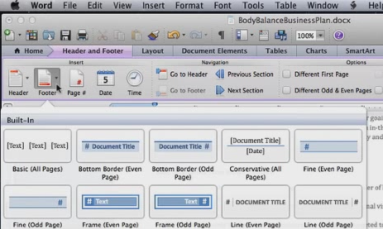 Word File Edit View Insert Format Font Tools Table Window Help
BodyBalanceBusinessPlan.docx
100%
Home Header and Footer Layout Document Elements Tables Charts SmartArt
Insert Navigation Options
Header Footer Page # Date Time
5
Go to Header Previous Section Different First Page
Go to Footer Next Section Different Odd & Even Pages
Built-In
[Text] [Text] [Text] # Document Title Document Title # [Document Title] #
[Date]
Basic (All Pages) Bottom Border (Even Page) Bottom Border (Odd Page) Conservative (All Pages) Fine (Even Page)
# # Text Text # # DOCUMENT TITLE DOCUMENT TITLE #
Fine (Odd Page) Frame (Even Page) Frame (Odd Page) Line (Even Page) Line (Odd Page)